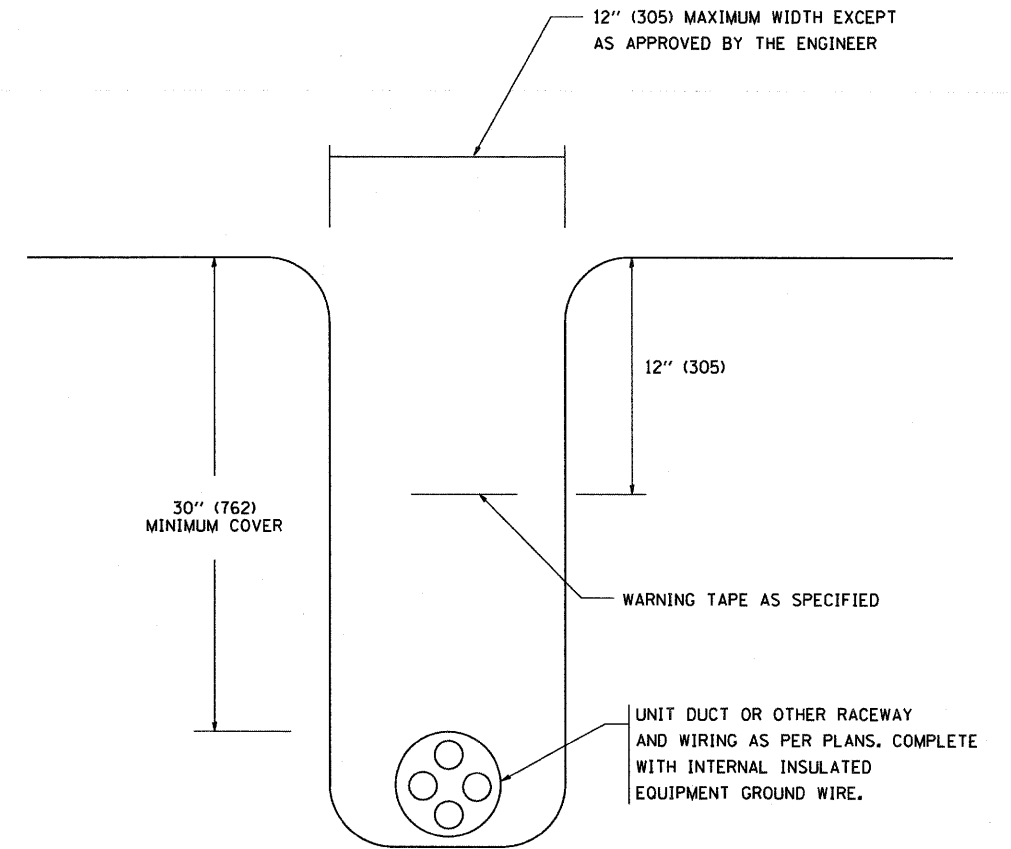 12" (305) MAXIMUM WIDTH EXCEPT
AS APPROVED BY THE ENGINEER
12" (305)
30" (762)
MINIMUM COVER
WARNING TAPE AS SPECIFIED
UNIT DUCT OR OTHER RACEWAY
AND WIRING AS PER PLANS. COMPLETE
WITH INTERNAL INSULATED
EQUIPMENT GROUND WIRE.